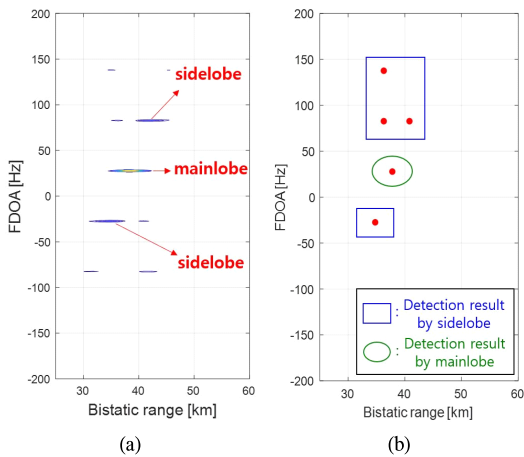 200
150
100
50
0
-50
-100
-150
-200
FDOA [Hz]
sidelobe
mainlobe
sidelobe
30
40
50
60
Bistatic range [km]
(a)
200
150
100
50
0
-50
-100
-150
-200
FDOA [Hz]
: Detection result
by sidelobe
: Detection result
by mainlobe
30
40
50
60
Bistatic range [km]
(b)